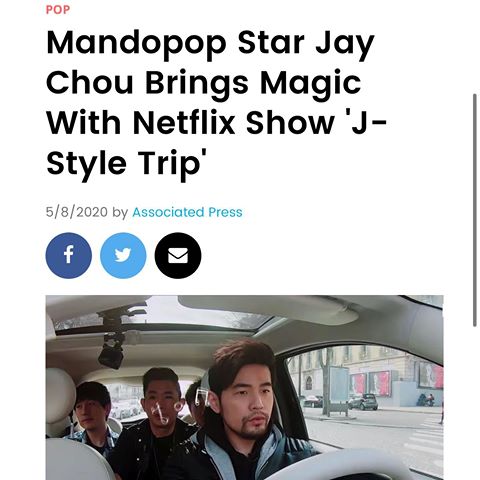 POP
Mandopop Star Jay
Chou Brings Magic
With Netflix Show 'J-
Style Trip'
5/8/2020 by Associated Press